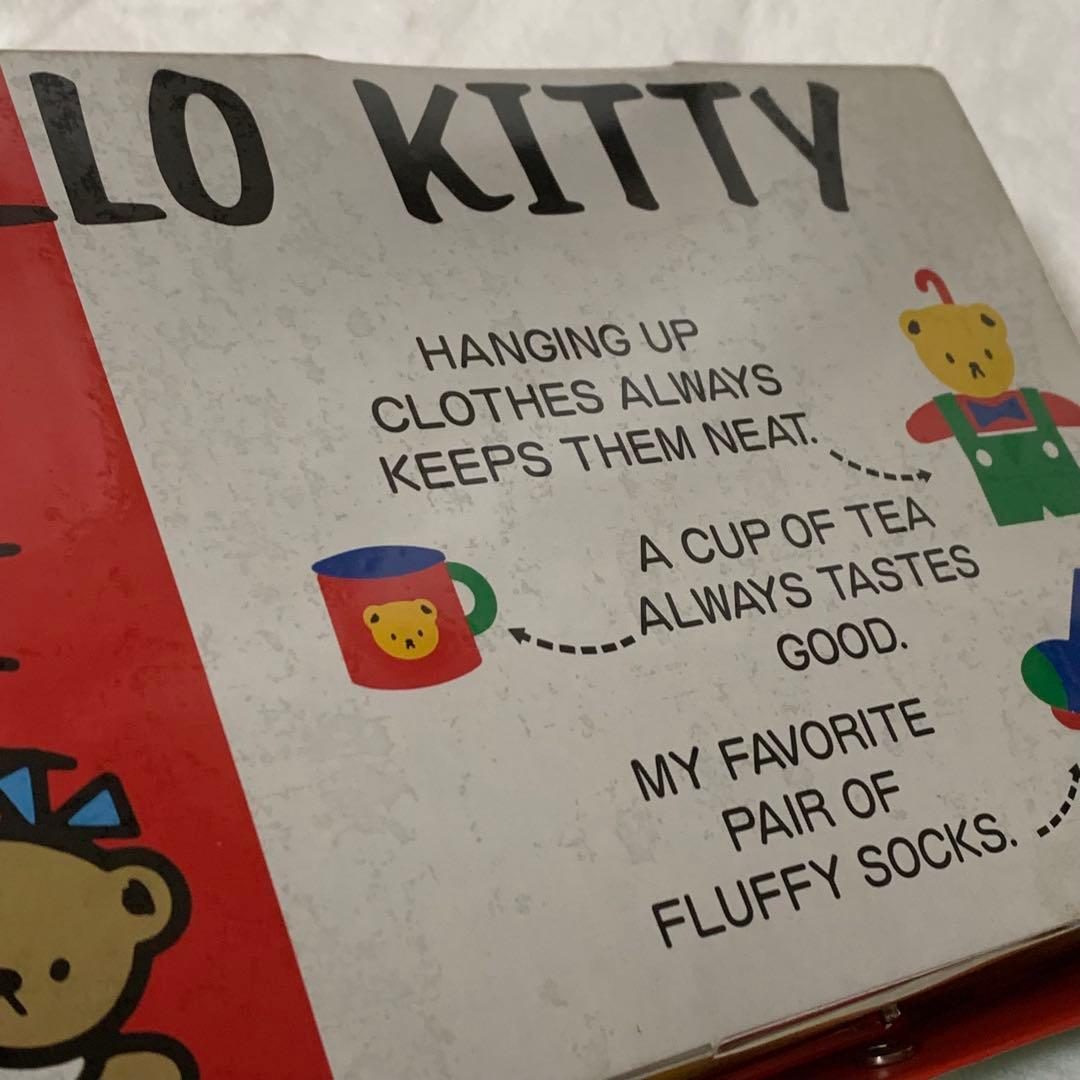 LLO KITTY
HANGING UP
CLOTHES ALWAYS
KEEPS THEM NEAT.
A CUP OF TEA
ALWAYS TASTES
GOOD.
MY FAVORITE
PAIR OF
FLUFFY SOCKS.